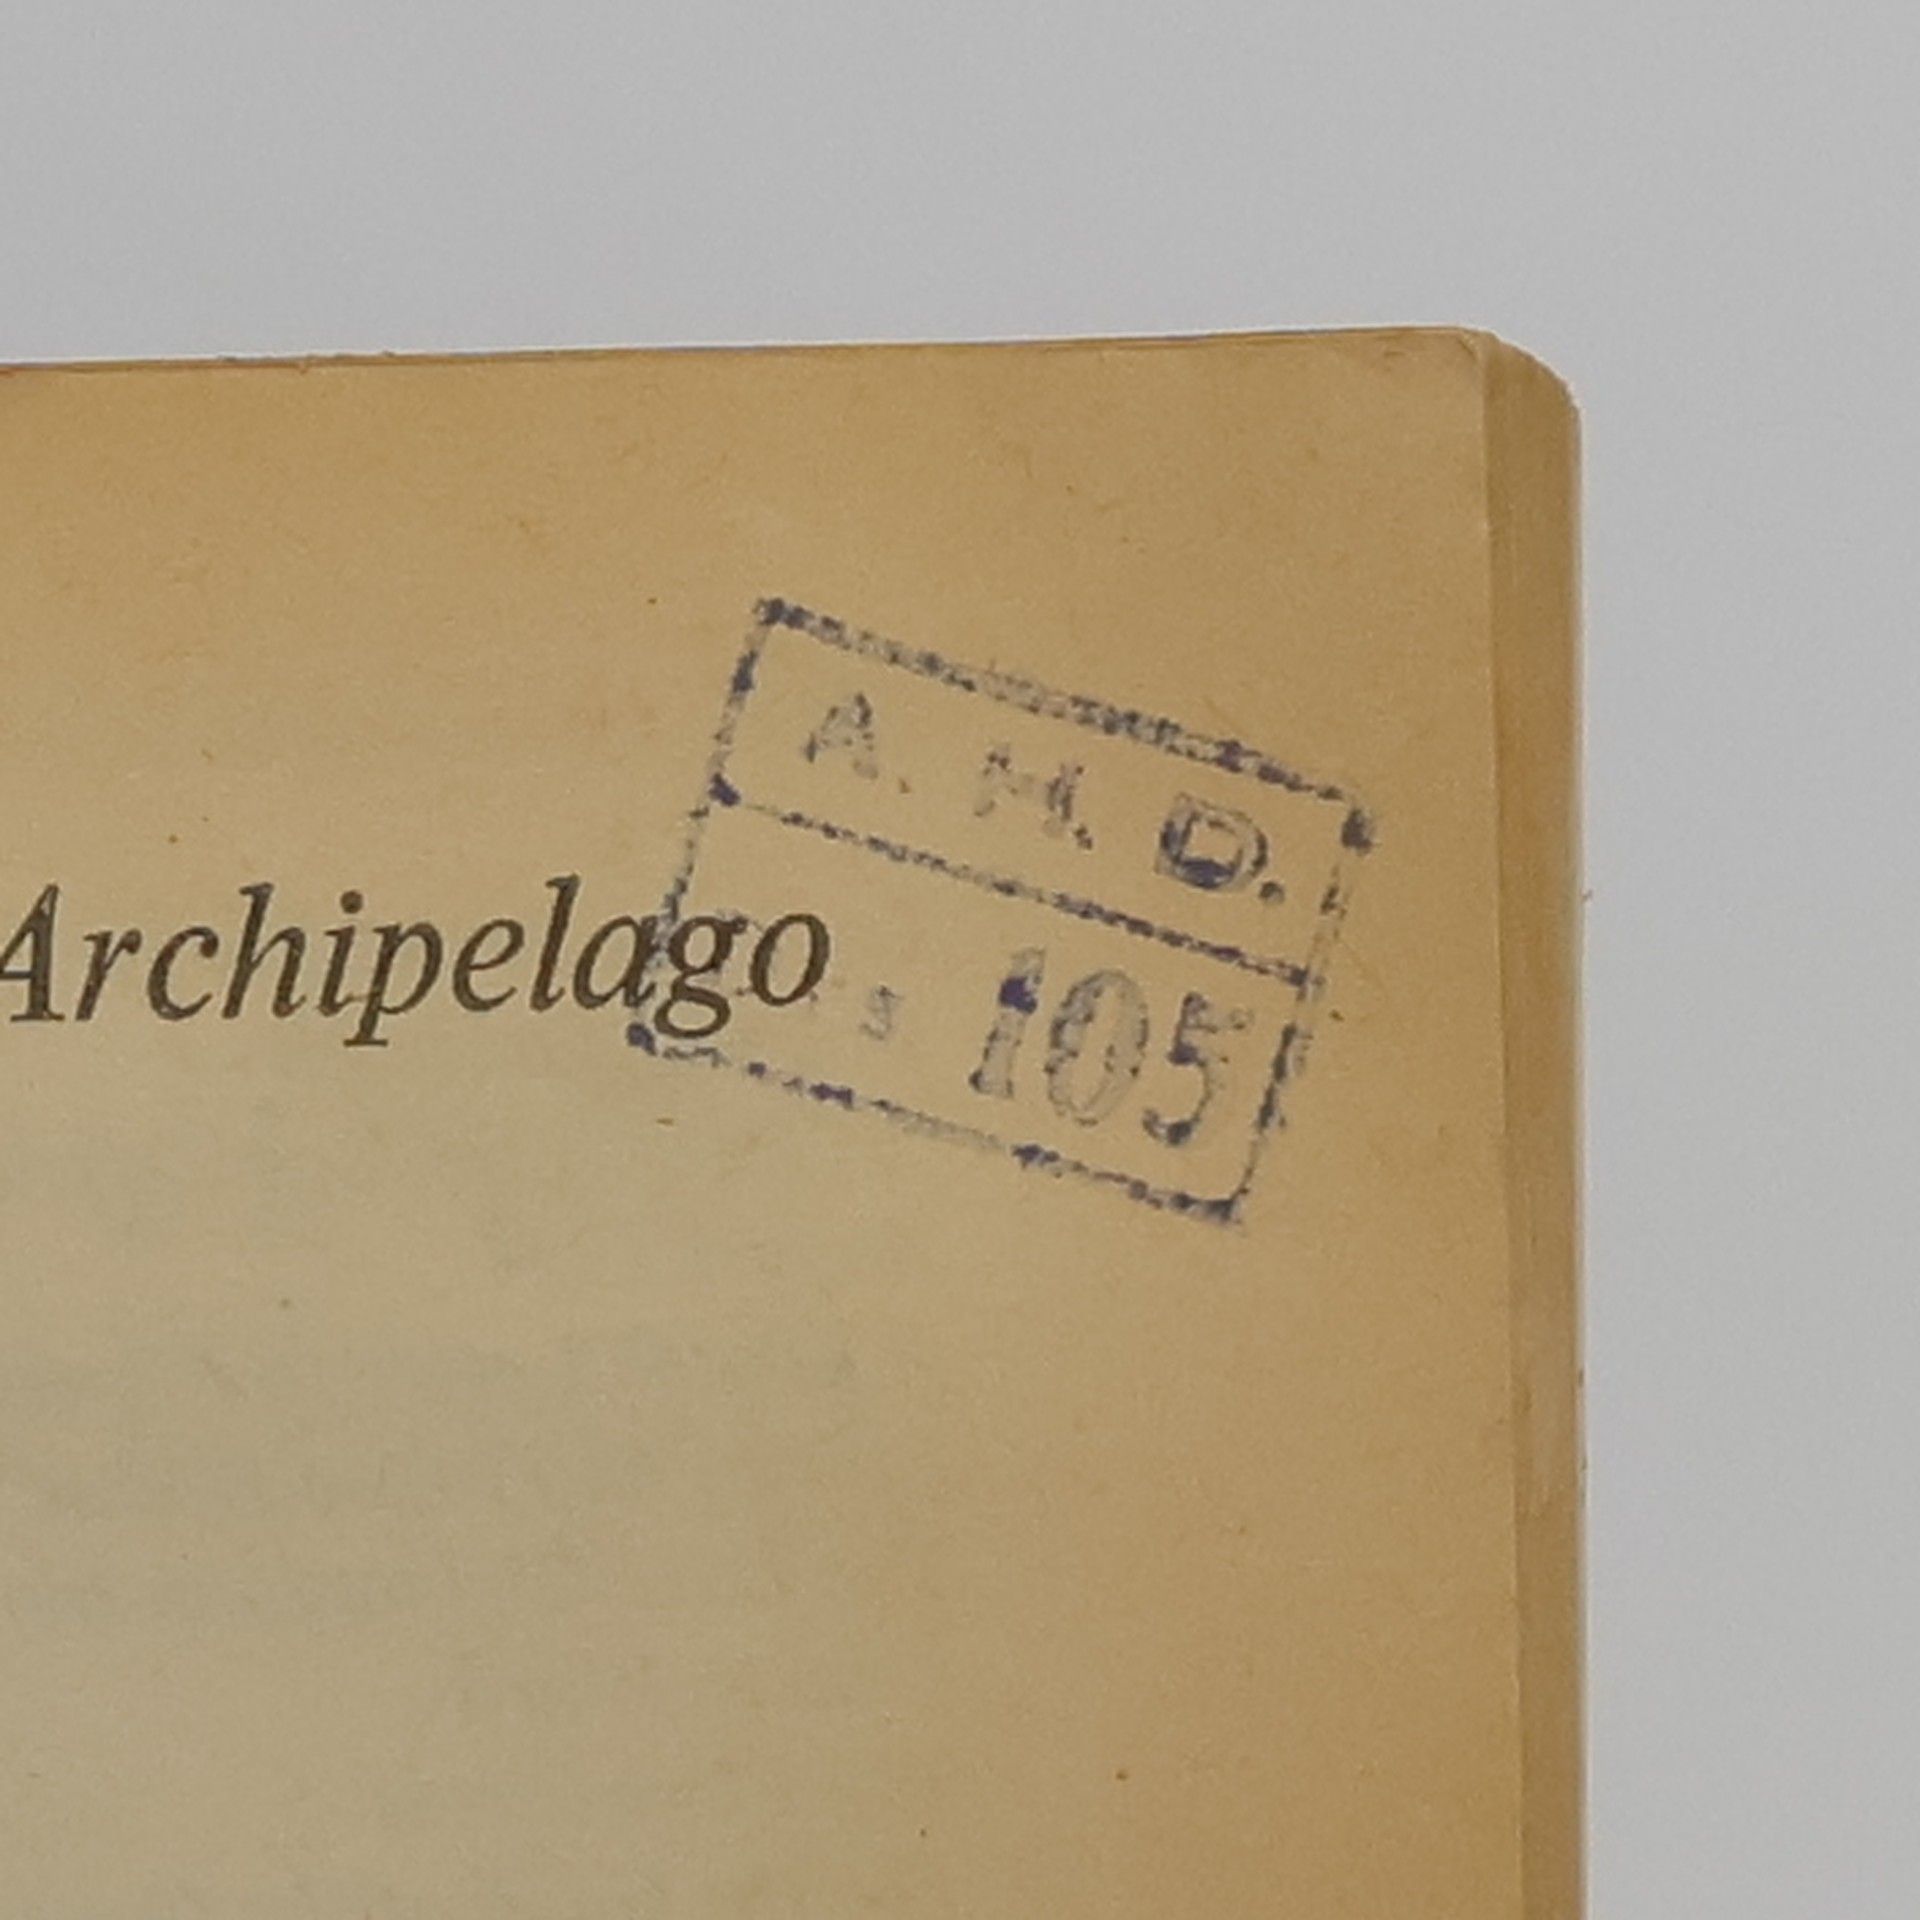 A. H. D.
Archipelago
105